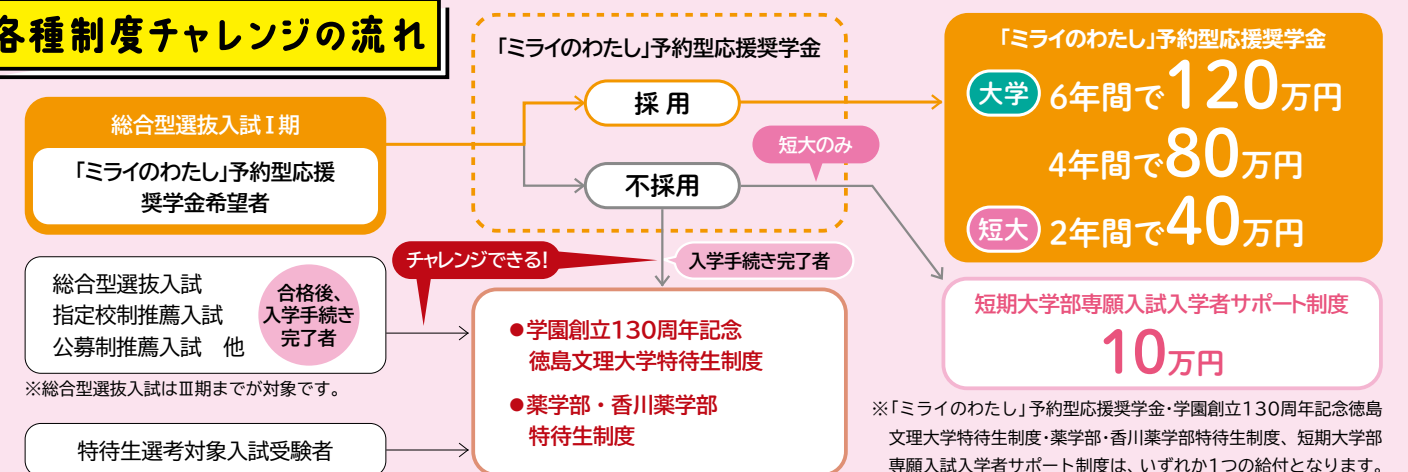 各種制度チャレンジの流れ
総合型選抜入試Ⅰ期
「ミライのわたし」予約型応援
奨学金希望者
「ミライのわたし」予約型応援奨学金
採用
不採用
短大のみ
「ミライのわたし」予約型応援奨学金
大学 6年間で120万円
4年間で80万円
短大 2年間で40万円
チャレンジできる!
入学手続き完了者
総合型選抜入試
指定校制推薦入試
公募制推薦入試 他
合格後、
入学手続き
完了者
※総合型選抜入試はⅢ期までが対象です。
特待生選考対象入試受験者
●学園創立130周年記念
徳島文理大学特待生制度
●薬学部・香川薬学部
特待生制度
短期大学部専願入試入学者サポート制度
10万円
※「ミライのわたし」予約型応援奨学金・学園創立130周年記念徳島
文理大学特待生制度・薬学部・香川薬学部特待生制度、短期大学部
専願入試入学者サポート制度は、いずれか1つの給付となります。